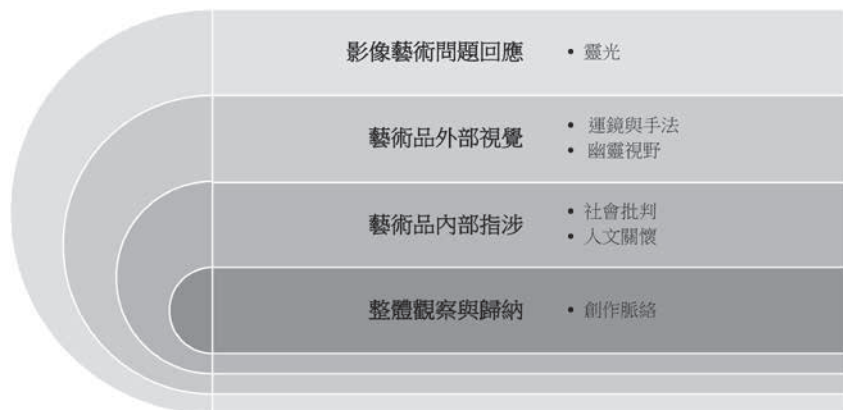 影像藝術問題回應
• 靈光
藝術品外部視覺
• 運鏡與手法
• 幽靈視野
藝術品內部指涉
• 社會批判
• 人文關懷
整體觀察與歸納
• 創作脈絡